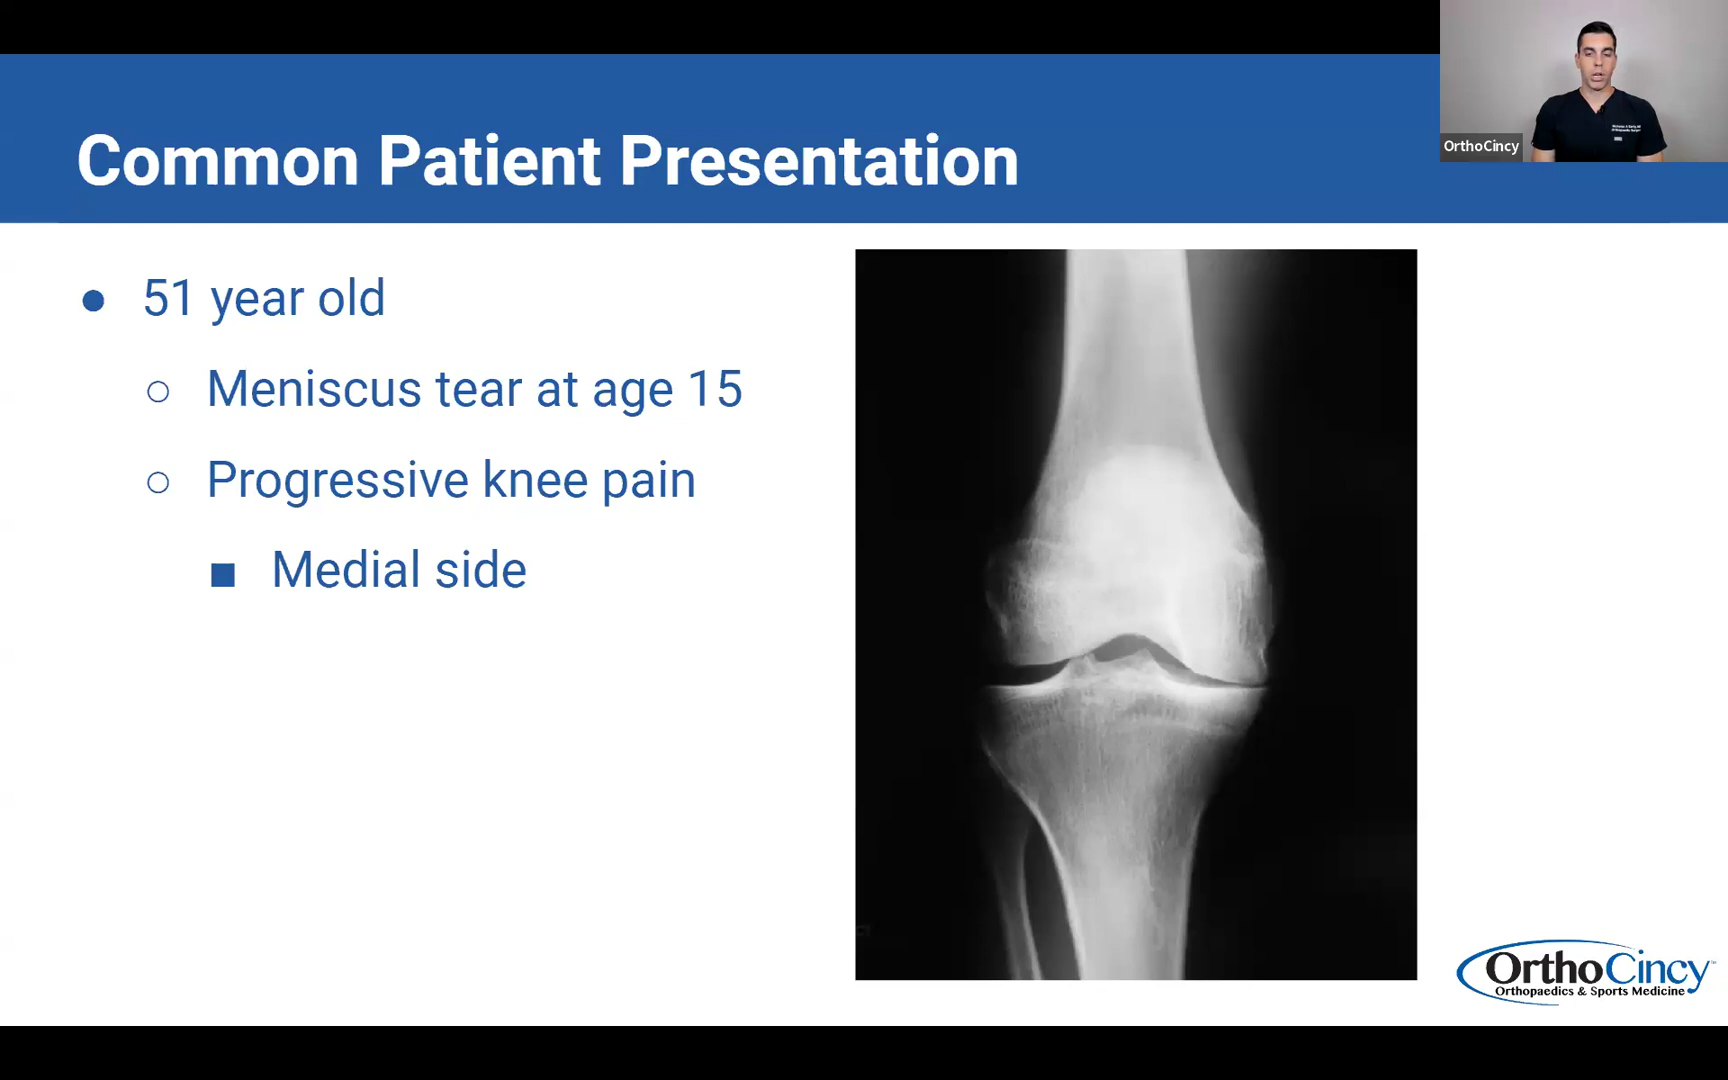 Common Patient Presentation
OrthoCincy
51 year old
Meniscus tear at age 15
Progressive knee pain
Medial side
OrthoCincy
Orthopaedics & Sports Medicine